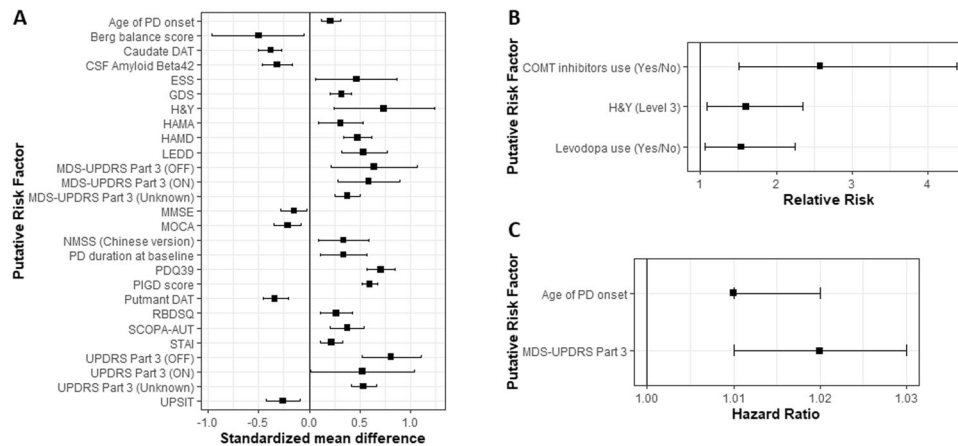 A
Putative Risk Factor
Age of PD onset
Berg balance score
Caudate DAT
CSF Amyloid Beta42
ESS
GDS
H&Y
HAMA
HAMD
LEDD
MDS-UPDRS Part 3 (OFF)
MDS-UPDRS Part 3 (ON)
MDS-UPDRS Part 3 (Unknown)
MMSE
MOCA
NMSS (Chinese version)
PD duration at baseline
PDQ39
PIGD score
Putmant DAT
RBDSQ
SCOPA-AUT
STAI
UPDRS Part 3 (OFF)
UPDRS Part 3 (ON)
UPDRS Part 3 (Unknown)
UPSIT
-1.0 -0.5 0.0 0.5 1.0
Standardized mean difference
B
Putative Risk Factor
COMT inhibitors use (Yes/No)
H&Y (Level 3)
Levodopa use (Yes/No)
1 2 3 4
Relative Risk
C
Putative Risk Factor
Age of PD onset
MDS-UPDRS Part 3
1.00 1.01 1.02 1.03
Hazard Ratio